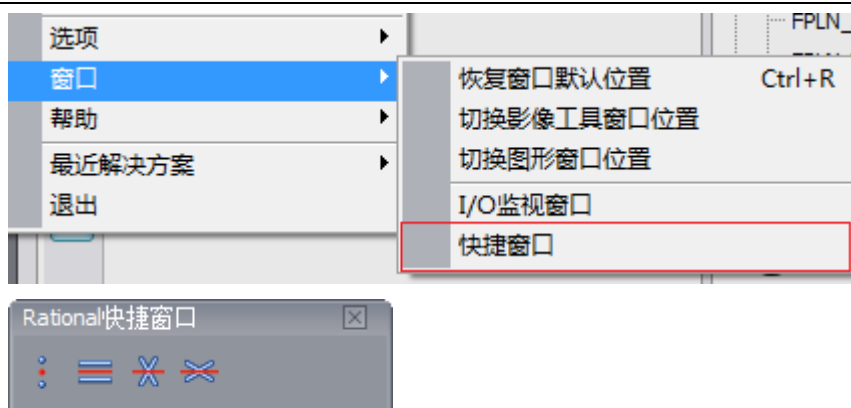 选项
FPLN_
窗口
恢复窗口默认位置 Ctrl+R
帮助
切换影像工具窗口位置
最近解决方案
切换图形窗口位置
退出
I/O监视窗口
快捷窗口
Rational快捷窗口